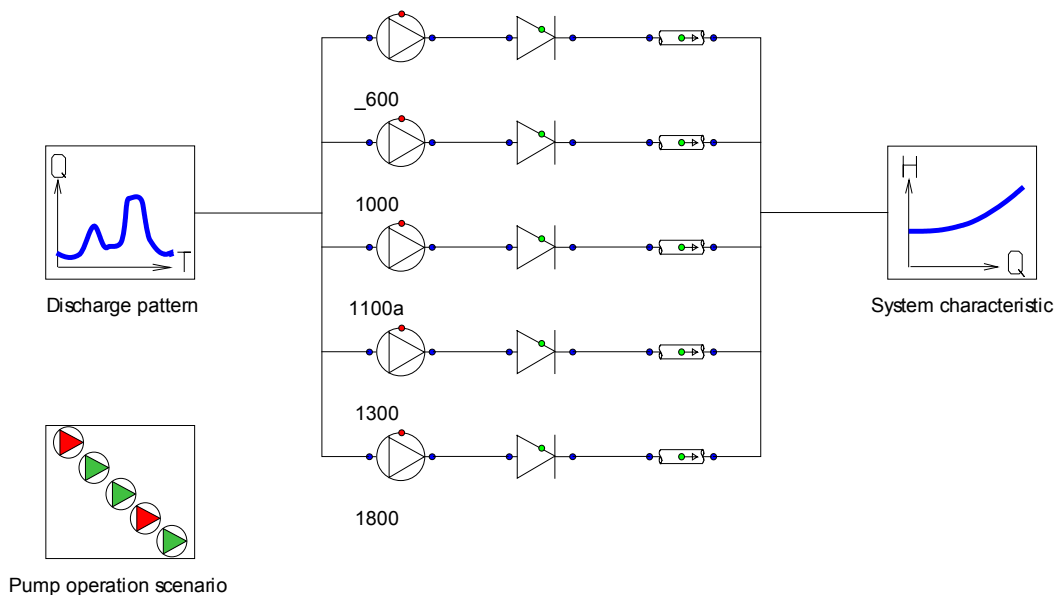 _600
Q
T
Discharge pattern
1000
H
Q
System characteristic
1100a
1300
1800
Pump operation scenario